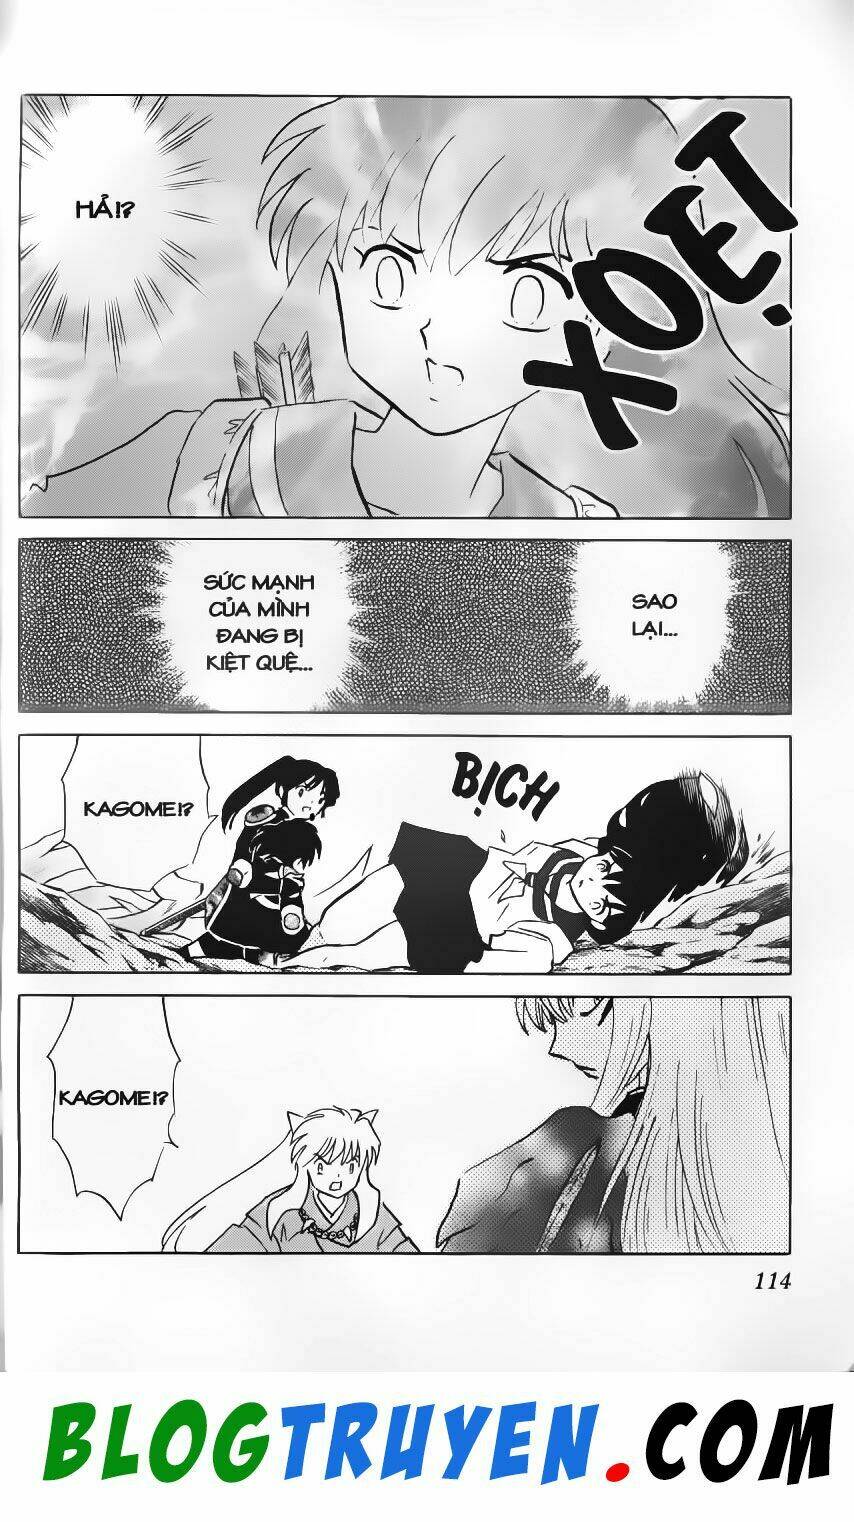 XOẸT
HẢ!?
SAO
LẠI...
SỨC MẠNH
CỦA MÌNH
ĐANG BỊ
KIỆT QUỆ...
BỊCH
KAGOME!?
KAGOME!?
114
BLOGTRUYEN.COM